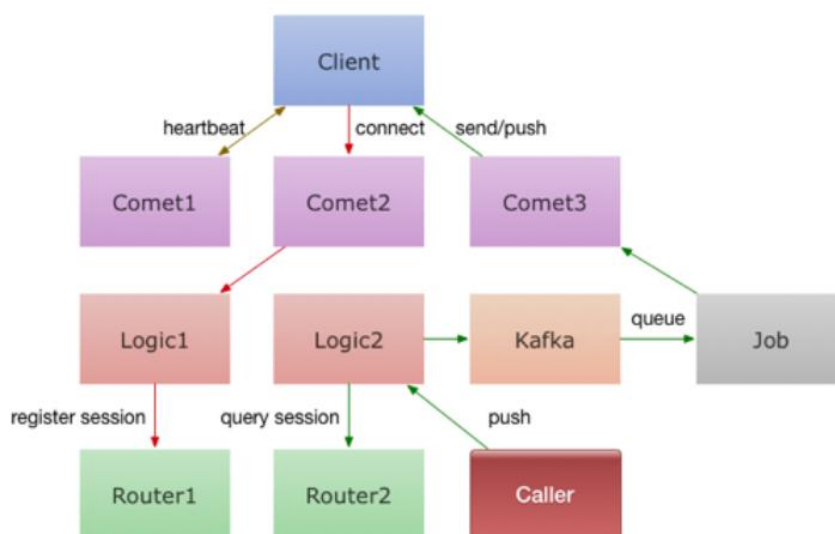 Client
heartbeat
connect
send/push
Comet1
Comet2
Comet3
Logic1
Logic2
Kafka
queue
Job
register session
query session
push
Router1
Router2
Caller